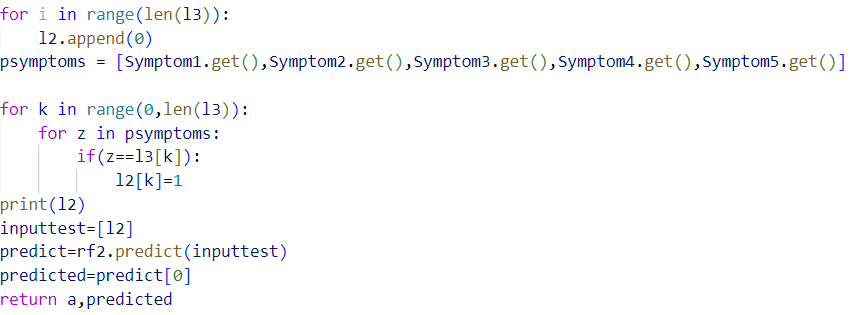 for i in range(len(l3)):
    l2.append(0)
psymptoms = [Symptom1.get(),Symptom2.get(),Symptom3.get(),Symptom4.get(),Symptom5.get()]

for k in range(0,len(l3)):
    for z in psymptoms:
        if(z==l3[k]):
            l2[k]=1
print(l2)
inputtest=[l2]
predict=rf2.predict(inputtest)
predicted=predict[0]
return a,predicted